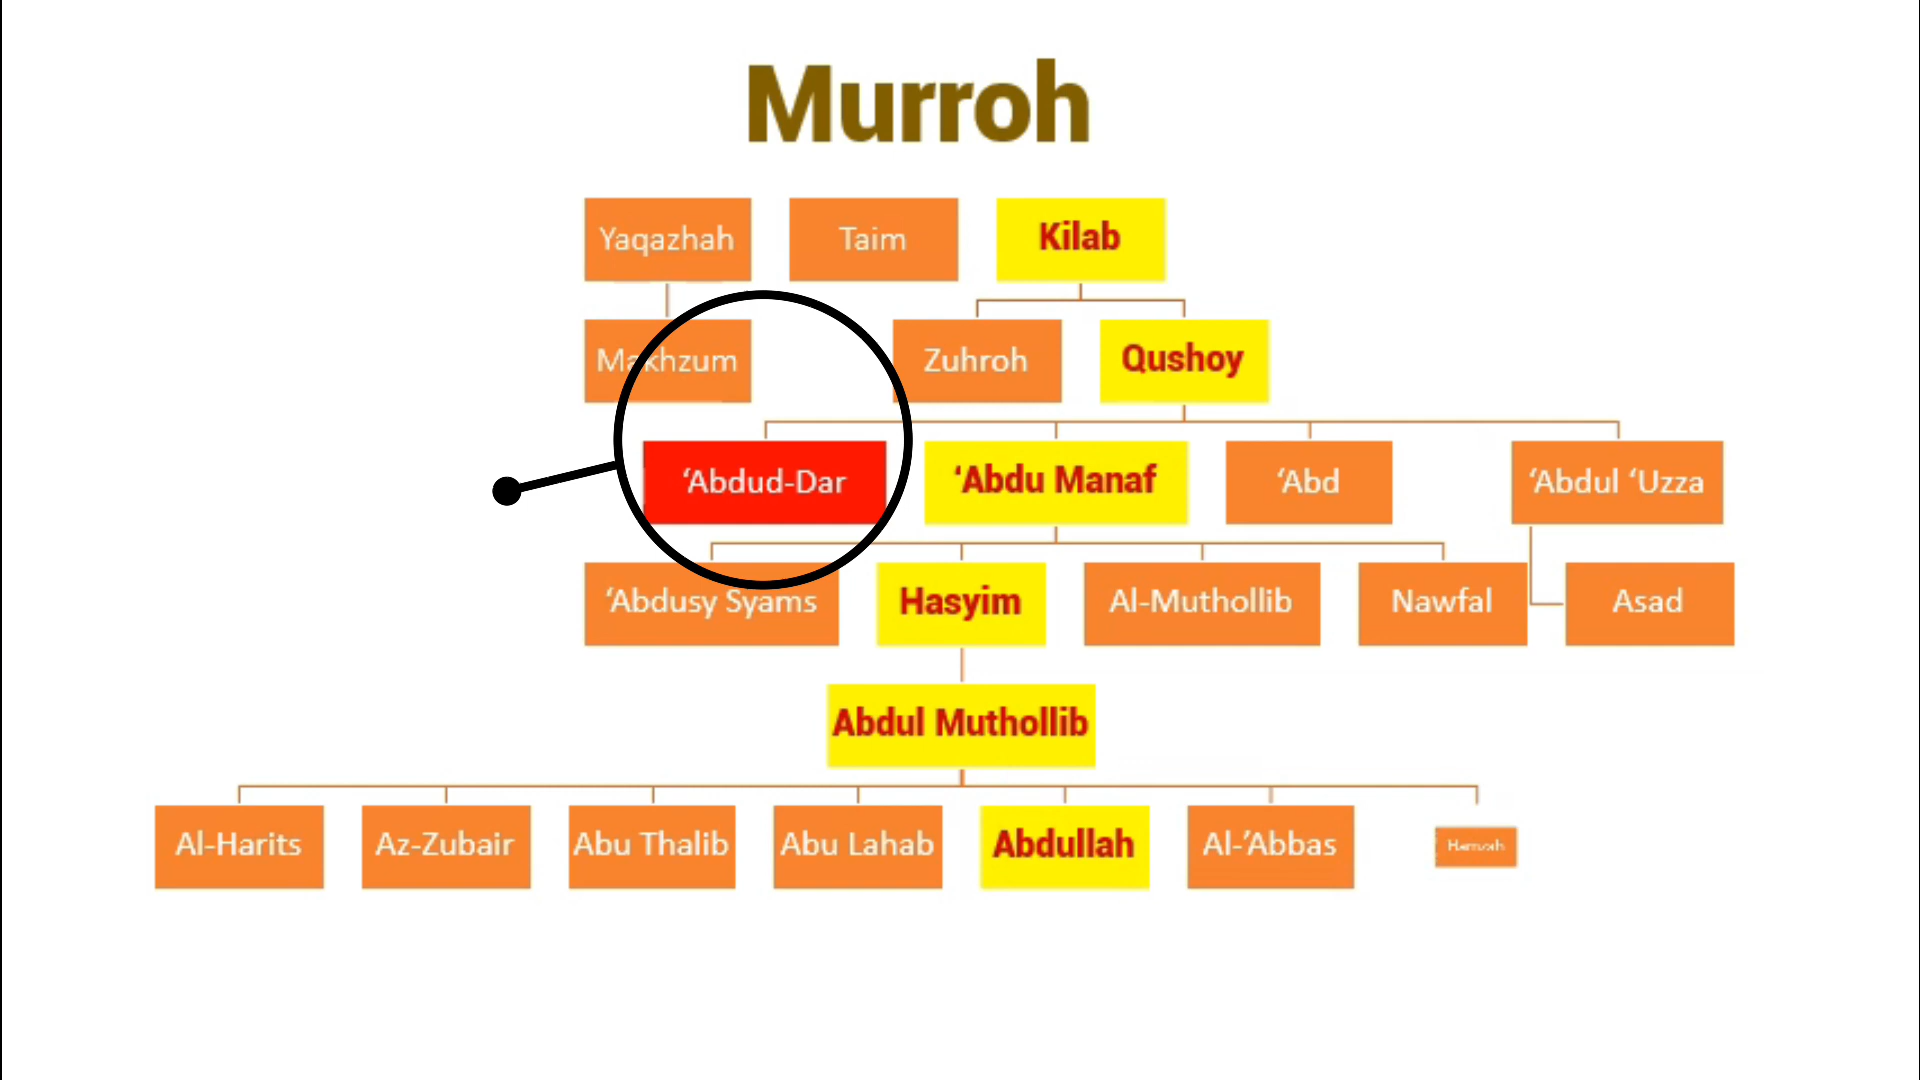 Murroh
Yaqazhah
Taim
Kilab
Makhzum
Zuhroh
Qushoy
‘Abdud-Dar
‘Abdu Manaf
‘Abd
‘Abdul ‘Uzza
‘Abdusy Syams
Hasyim
Al-Muthollib
Nawfal
Asad
Abdul Muthollib
Al-Harits
Az-Zubair
Abu Thalib
Abu Lahab
Abdullah
Al-’Abbas
Hamzah